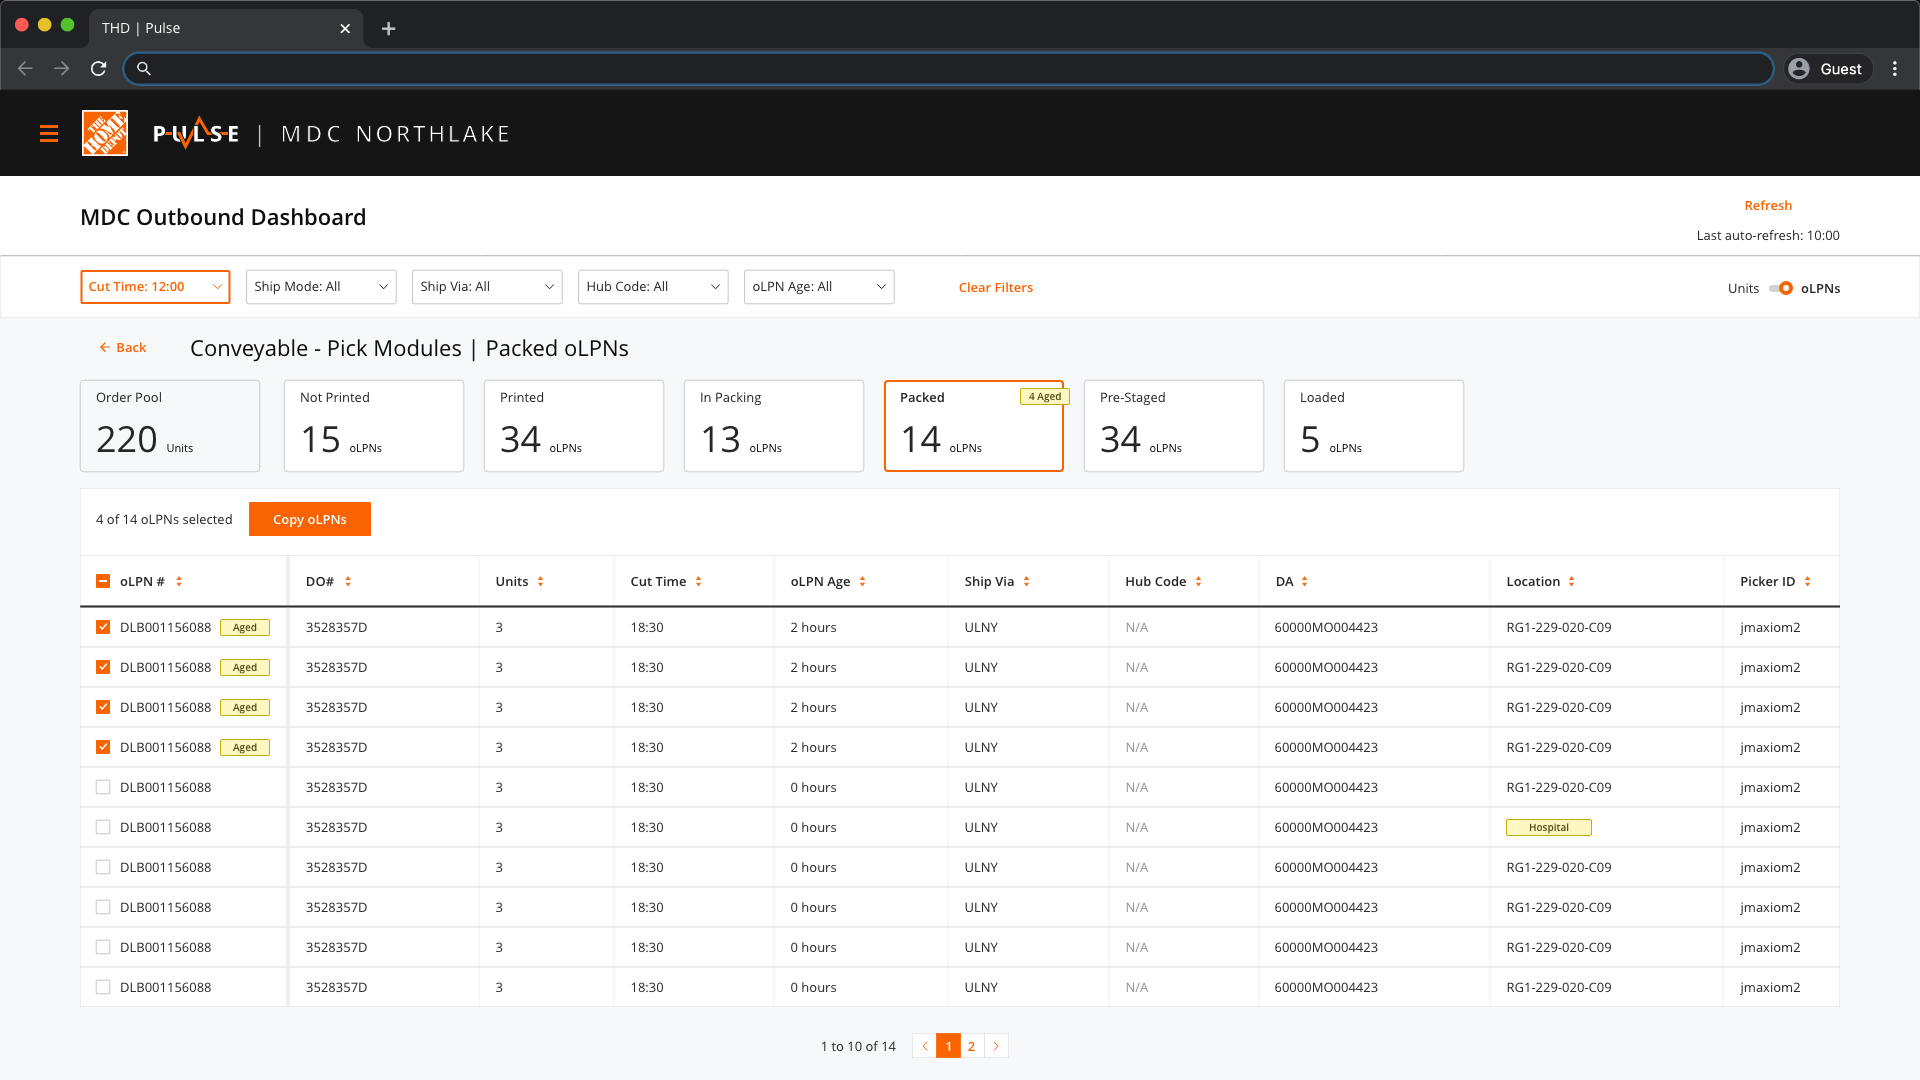 THD | Pulse
Guest
THE HOME DEPOT
PULSE | MDC NORTHLAKE
MDC Outbound Dashboard
Refresh
Last auto-refresh: 10:00
Cut Time: 12:00 Ship Mode: All Ship Via: All Hub Code: All oLPN Age: All Clear Filters Units oLPNs
Back Conveyable - Pick Modules | Packed oLPNs
Order Pool Not Printed Printed In Packing Packed 4 Aged Pre-Staged Loaded
220 Units 15 oLPNs 34 oLPNs 13 oLPNs 14 oLPNs 34 oLPNs 5 oLPNs
4 of 14 oLPNs selected Copy oLPNs
oLPN # DO# Units Cut Time oLPN Age Ship Via Hub Code DA Location Picker ID
DLB001156088 Aged 3528357D 3 18:30 2 hours ULNY N/A 60000MO004423 RG1-229-020-C09 jmaxiom2
DLB001156088 Aged 3528357D 3 18:30 2 hours ULNY N/A 60000MO004423 RG1-229-020-C09 jmaxiom2
DLB001156088 Aged 3528357D 3 18:30 2 hours ULNY N/A 60000MO004423 RG1-229-020-C09 jmaxiom2
DLB001156088 Aged 3528357D 3 18:30 2 hours ULNY N/A 60000MO004423 RG1-229-020-C09 jmaxiom2
DLB001156088 3528357D 3 18:30 0 hours ULNY N/A 60000MO004423 RG1-229-020-C09 jmaxiom2
DLB001156088 3528357D 3 18:30 0 hours ULNY N/A 60000MO004423 Hospital jmaxiom2
DLB001156088 3528357D 3 18:30 0 hours ULNY N/A 60000MO004423 RG1-229-020-C09 jmaxiom2
DLB001156088 3528357D 3 18:30 0 hours ULNY N/A 60000MO004423 RG1-229-020-C09 jmaxiom2
DLB001156088 3528357D 3 18:30 0 hours ULNY N/A 60000MO004423 RG1-229-020-C09 jmaxiom2
DLB001156088 3528357D 3 18:30 0 hours ULNY N/A 60000MO004423 RG1-229-020-C09 jmaxiom2
1 to 10 of 14 1 2